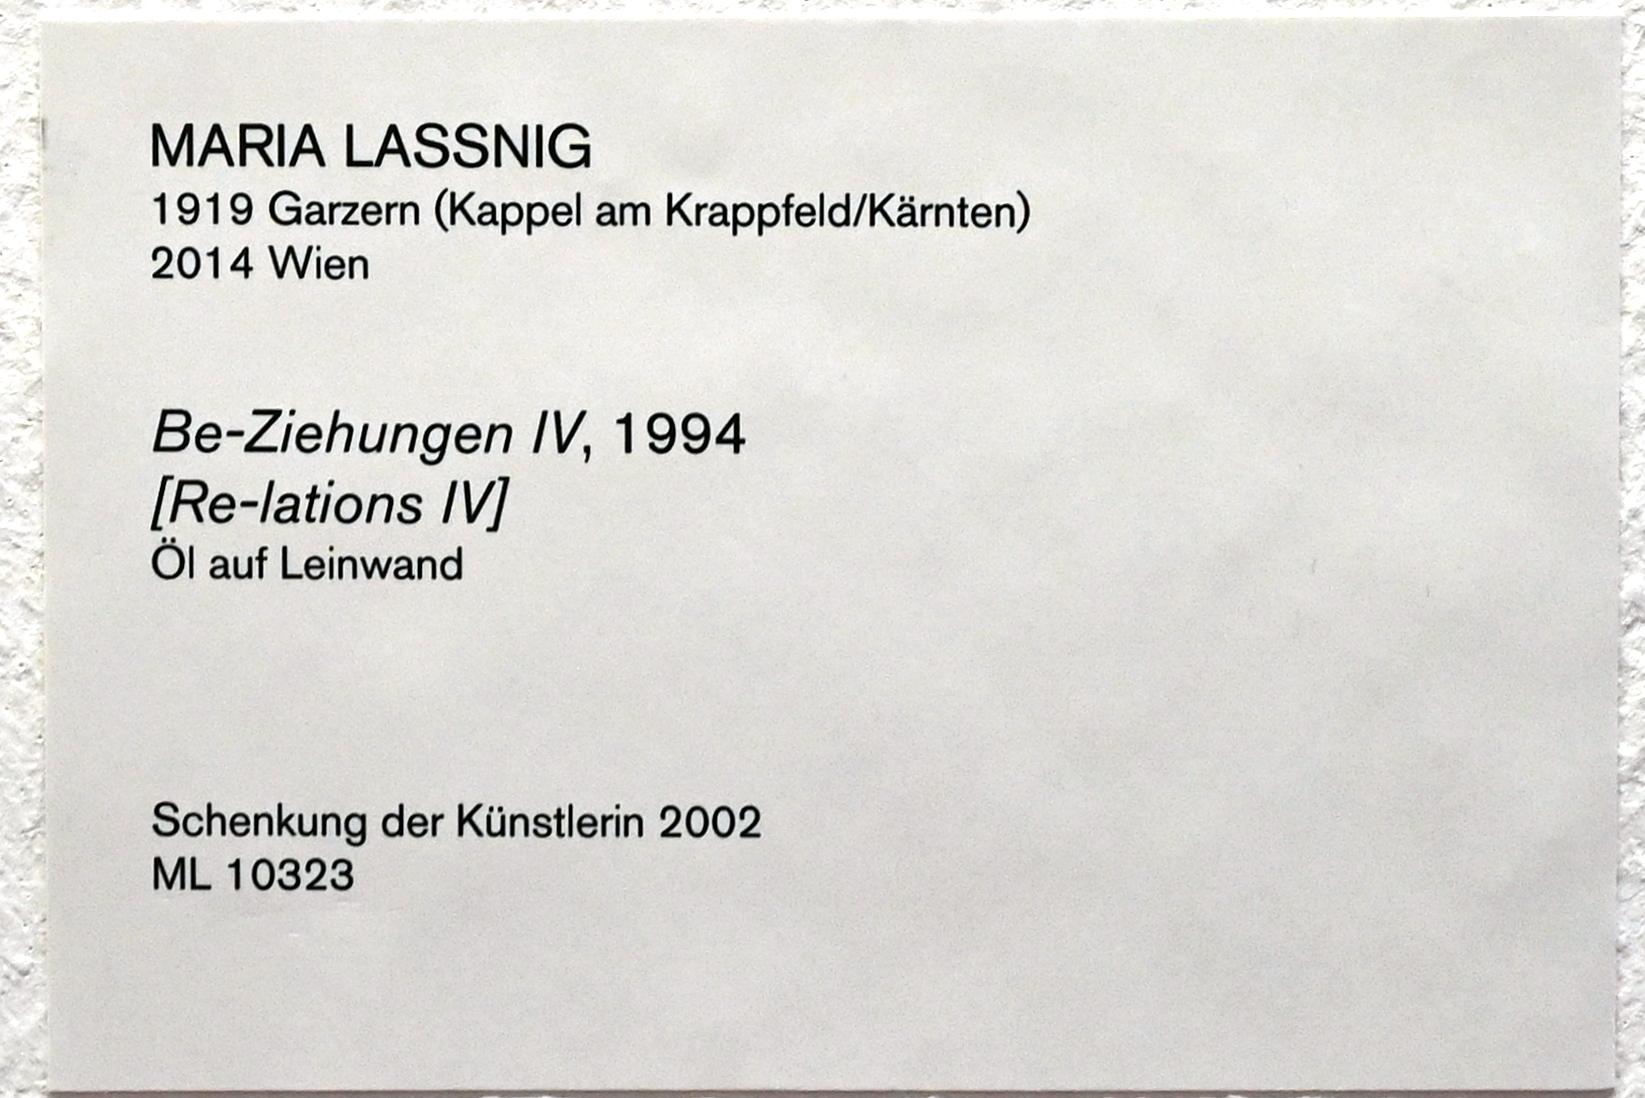 MARIA LASSNIG
1919 Garzern (Kappel am Krappfeld/Kärnten)
2014 Wien
Be-Ziehungen IV, 1994
[Re-lations IV]
Öl auf Leinwand
Schenkung der Künstlerin 2002
ML 10323